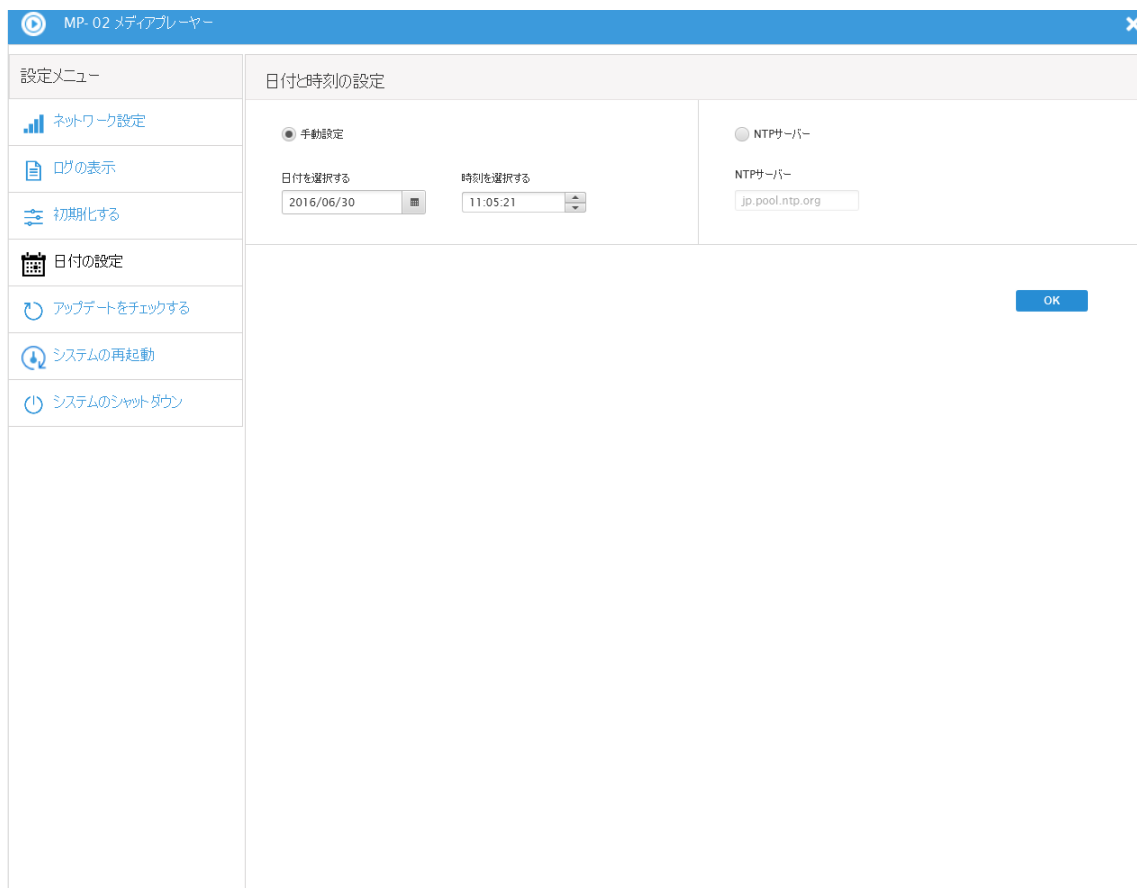 MP- 02 メディアプレーヤー
設定メニュー
ネットワーク設定
ログの表示
初期化する
日付の設定
アップデートをチェックする
システムの再起動
システムのシャットダウン
日付と時刻の設定
手動設定
日付を選択する
時刻を選択する
2016/06/30
11:05:21
NTPサーバー
NTPサーバー
jp.pool.ntp.org
OK